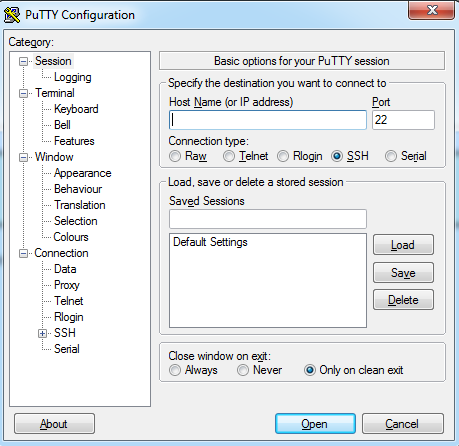 PuTTY Configuration
Category:
Session
Logging
Terminal
Keyboard
Bell
Features
Window
Appearance
Behaviour
Translation
Selection
Colours
Connection
Data
Proxy
Telnet
Rlogin
SSH
Serial
Basic options for your PuTTY session
Specify the destination you want to connect to
Host Name (or IP address) Port
22
Connection type:
Raw Telnet Rlogin SSH Serial
Load, save or delete a stored session
Saved Sessions
Default Settings
Load
Save
Delete
Close window on exit:
Always Never Only on clean exit
About Open Cancel